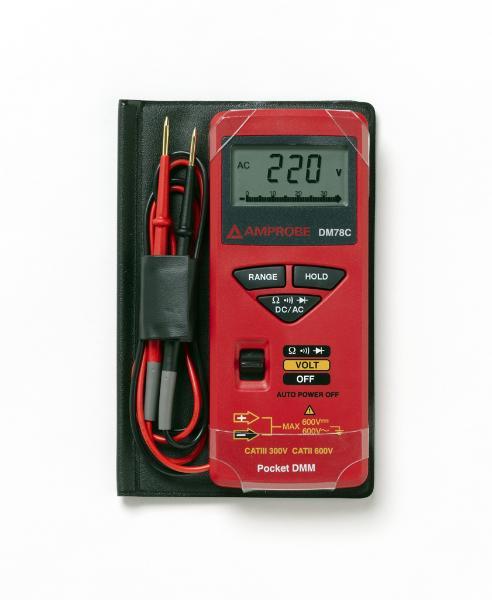 AC 220 V
0 10 20 30
AMPROBE DM78C
RANGE HOLD
Ω
DC/AC
Ω
VOLT
OFF
AUTO POWER OFF
+
600V
MAX
- 600V~
CATIII 300V CATII 600V
Pocket DMM